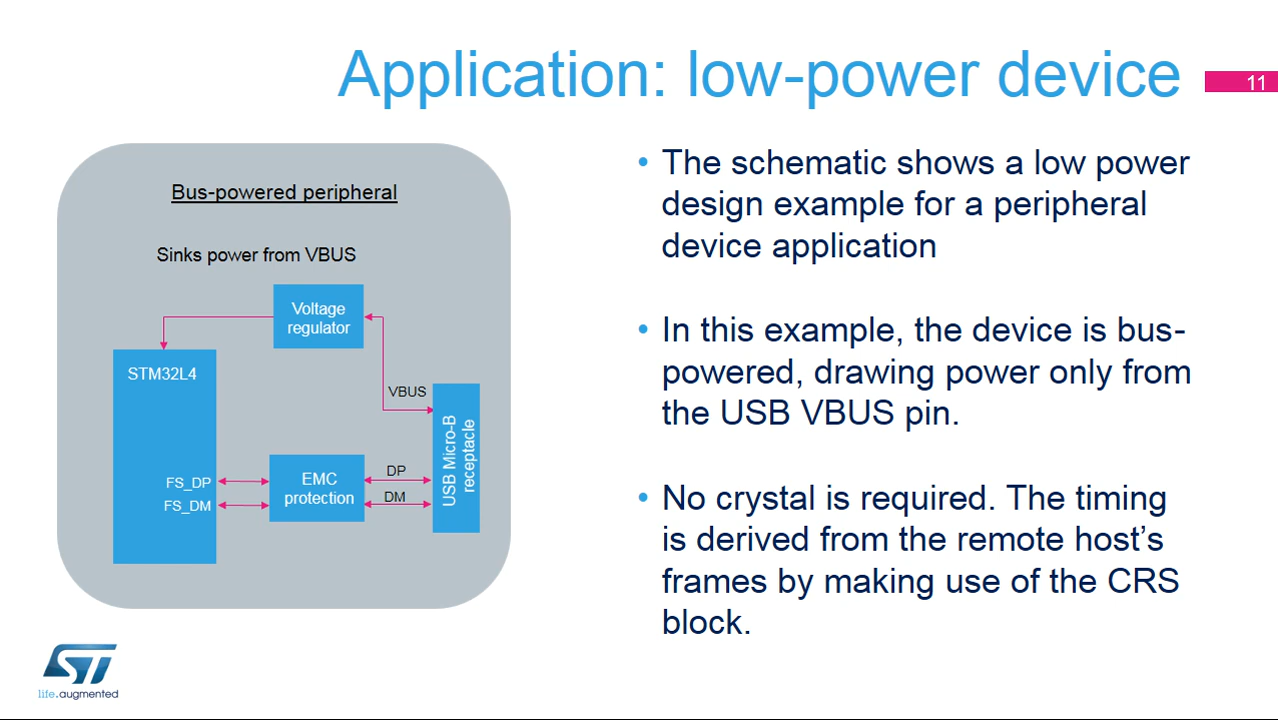 Application: low-power device
11
Bus-powered peripheral
Sinks power from VBUS
Voltage
regulator
STM32L4
VBUS
USB Micro-B
receptacle
FS_DP
FS_DM
EMC
protection
DP
DM
• The schematic shows a low power
design example for a peripheral
device application
• In this example, the device is bus-
powered, drawing power only from
the USB VBUS pin.
• No crystal is required. The timing
is derived from the remote host’s
frames by making use of the CRS
block.
ST
life.augmented